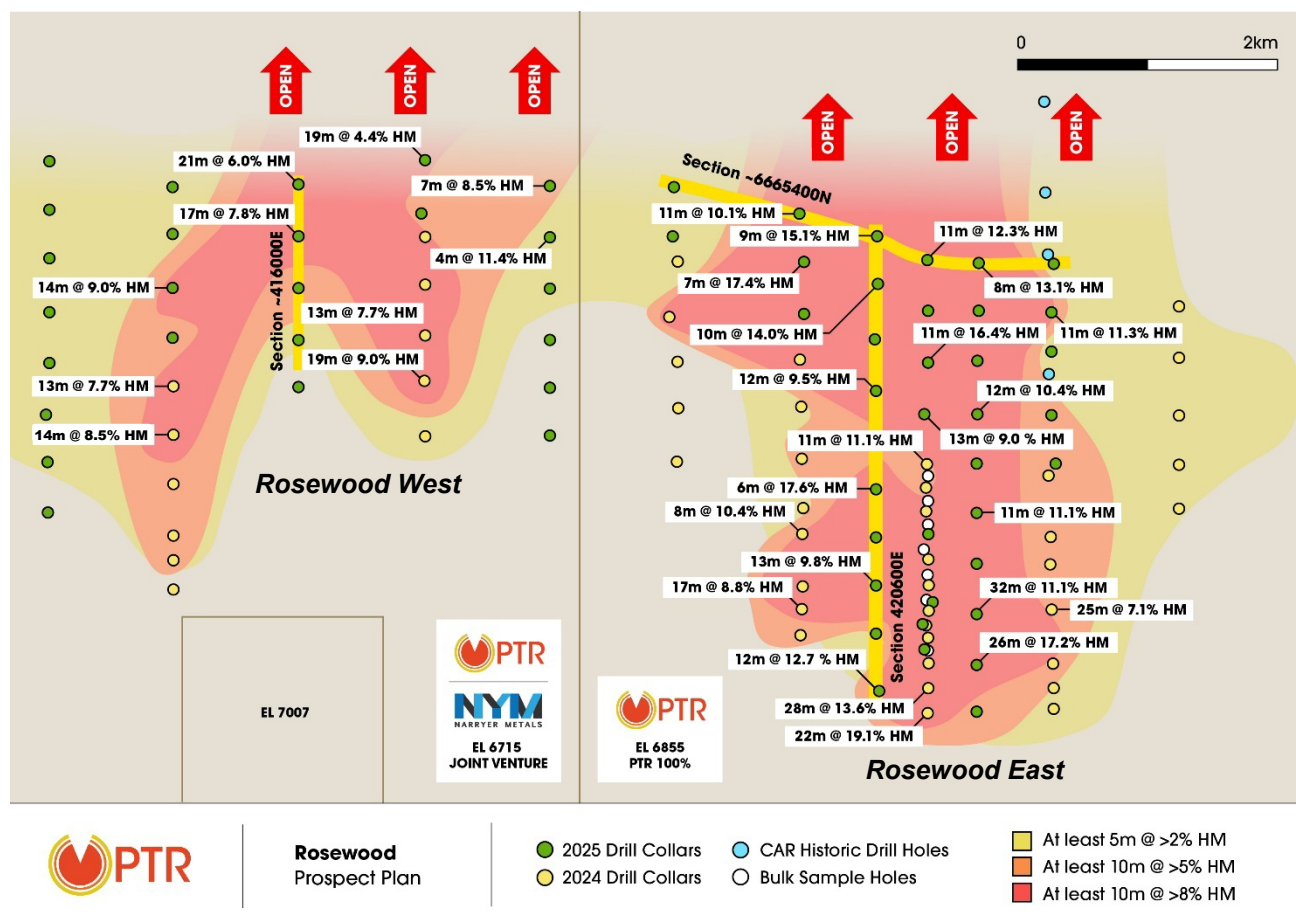 0 2km
OPEN
OPEN
OPEN
OPEN
OPEN
OPEN
19m @ 4.4% HM
21m @ 6.0% HM
7m @ 8.5% HM
17m @ 7.8% HM
4m @ 11.4% HM
14m @ 9.0% HM
13m @ 7.7% HM
Section ~416000E
19m @ 9.0% HM
13m @ 7.7% HM
14m @ 8.5% HM
Rosewood West
Section ~6665400N
11m @ 10.1% HM
9m @ 15.1% HM
11m @ 12.3% HM
7m @ 17.4% HM
8m @ 13.1% HM
10m @ 14.0% HM
11m @ 16.4% HM
11m @ 11.3% HM
12m @ 9.5% HM
12m @ 10.4% HM
11m @ 11.1% HM
13m @ 9.0 % HM
6m @ 17.6% HM
8m @ 10.4% HM
11m @ 11.1% HM
13m @ 9.8% HM
17m @ 8.8% HM
32m @ 11.1% HM
25m @ 7.1% HM
Section 420600E
12m @ 12.7 % HM
26m @ 17.2% HM
28m @ 13.6% HM
22m @ 19.1% HM
Rosewood East
EL 7007
PTR
NYM
NARRYER METALS
EL 6715
JOINT VENTURE
PTR
EL 6855
PTR 100%
PTR
Rosewood
Prospect Plan
2025 Drill Collars
2024 Drill Collars
CAR Historic Drill Holes
Bulk Sample Holes
At least 5m @ >2% HM
At least 10m @ >5% HM
At least 10m @ >8% HM